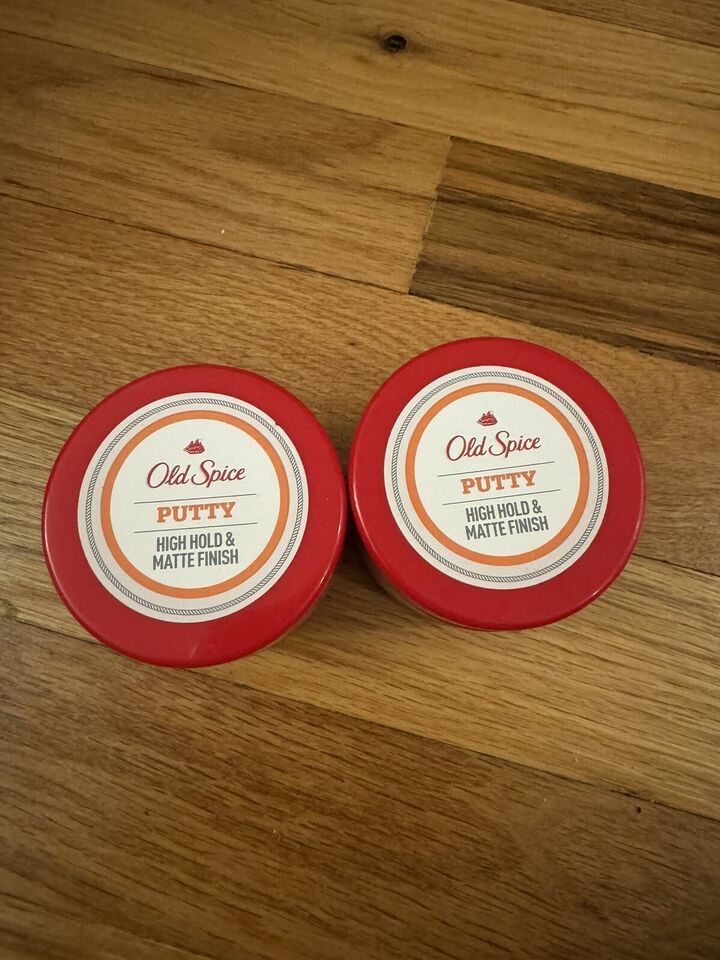 Old Spice
PUTTY
HIGH HOLD &
MATTE FINISH
Old Spice
PUTTY
HIGH HOLD &
MATTE FINISH